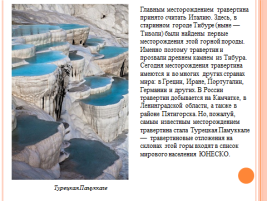 Главным месторождением травертина
принято считать Италию. Здесь, в
старинном городе Тибуре (ныне —
Тиволи) были найдены первые
месторождения этой горной породы.
Именно поэтому травертин и
прозвали древним камнем из Тибура.
Сегодня месторождения травертина
имеются и во многих других странах
мира: в Греции, Иране, Португалии,
Германии и других. В России
травертин добывается на Камчатке, в
Ленинградской области, а также в
районе Пятигорска. Но, пожалуй,
самым известным месторождением
травертина стала Турецкая Памуккале
— травертиновые отложения на
склонах этой горы входят в список
мирового населения ЮНЕСКО.
Турецкая Памуккале